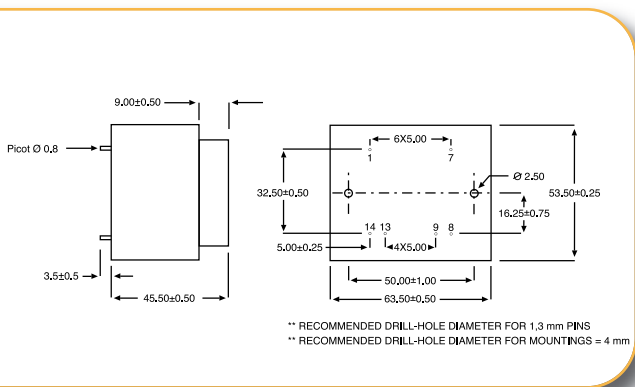 9.00±0.50
6X5.00
Picot Ø 0.8
1
7
Ø 2.50
32.50±0.50
53.50±0.25
16.25±0.75
14
13
9
8
5.00±0.25
4X5.00
3.5±0.5
50.00±1.00
45.50±0.50
63.50±0.50
** RECOMMENDED DRILL-HOLE DIAMETER FOR 1,3 mm PINS
** RECOMMENDED DRILL-HOLE DIAMETER FOR MOUNTINGS = 4 mm